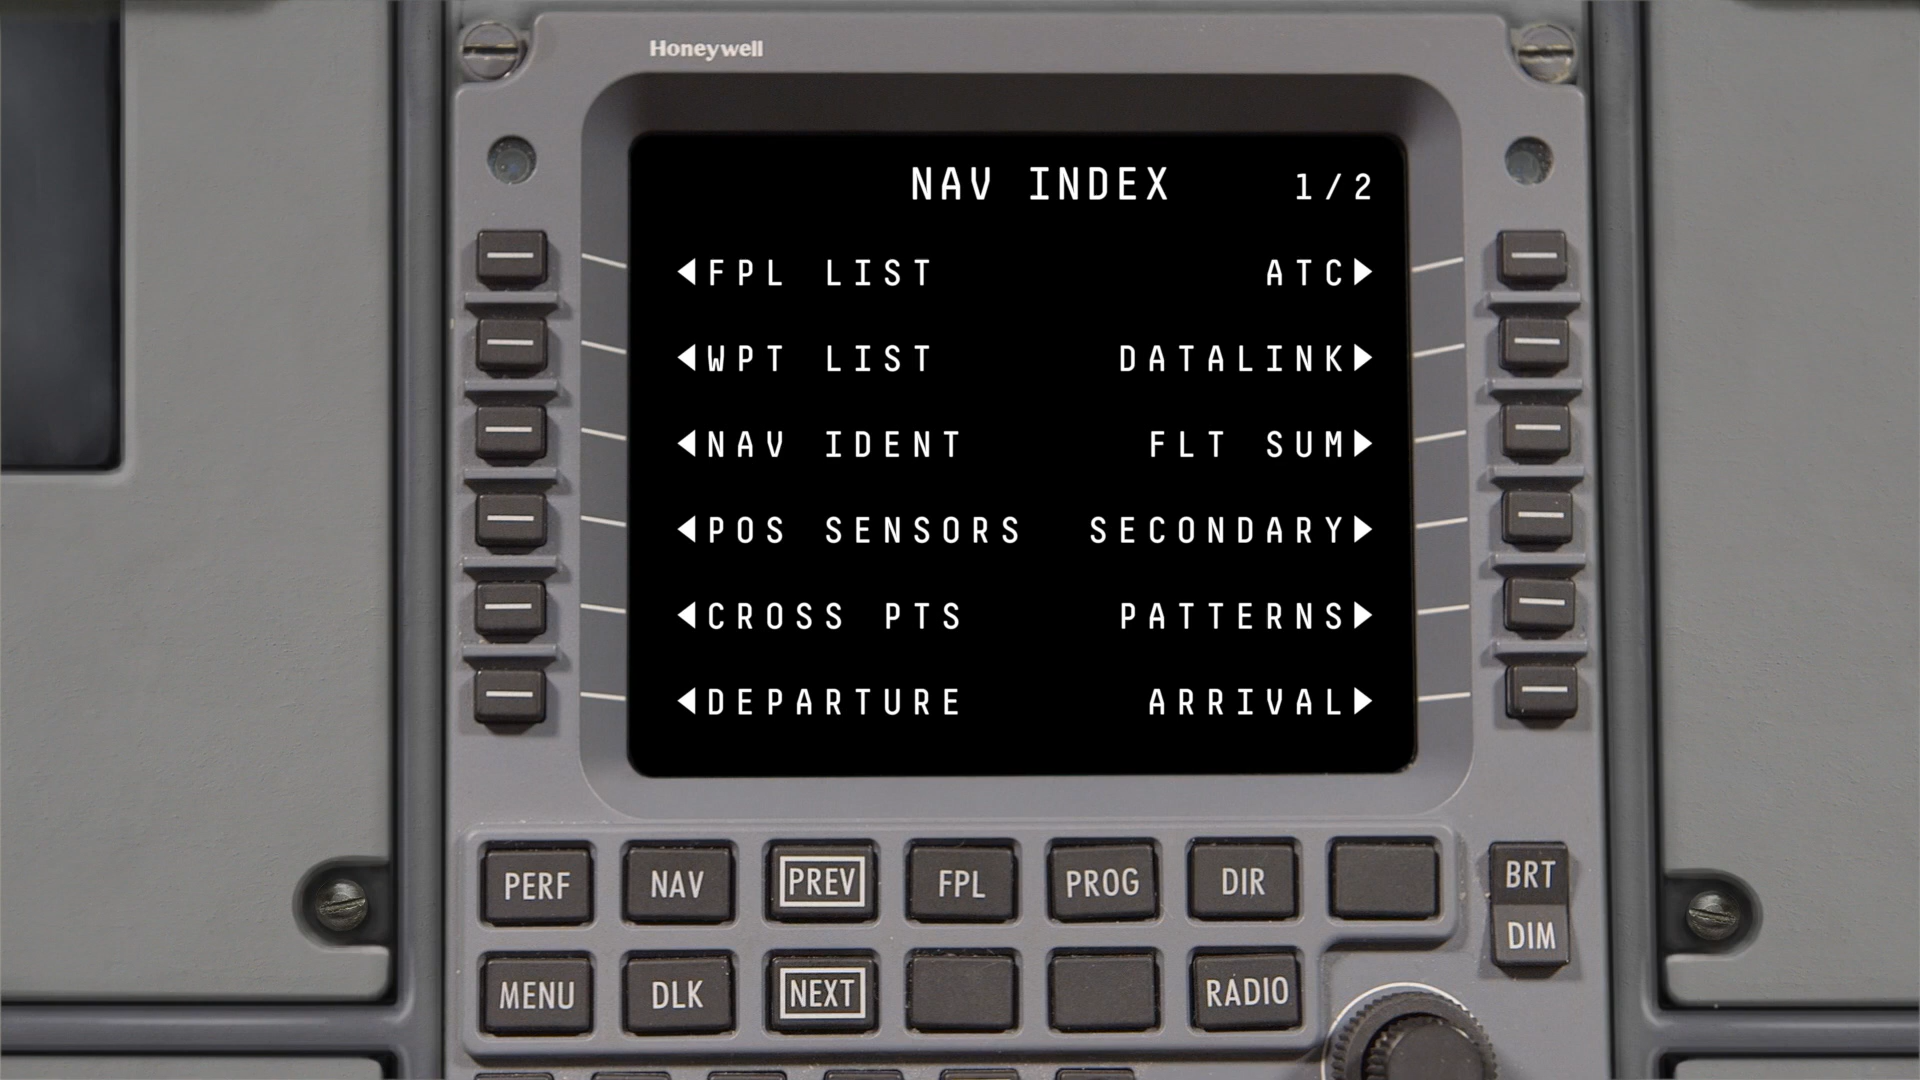 Honeywell
NAV INDEX 1/2
◀FPL LIST ATC▶
◀WPT LIST DATALINK▶
◀NAV IDENT FLT SUM▶
◀POS SENSORS SECONDARY▶
◀CROSS PTS PATTERNS▶
◀DEPARTURE ARRIVAL▶
PERF NAV PREV FPL PROG DIR BRT
DIM
MENU DLK NEXT RADIO